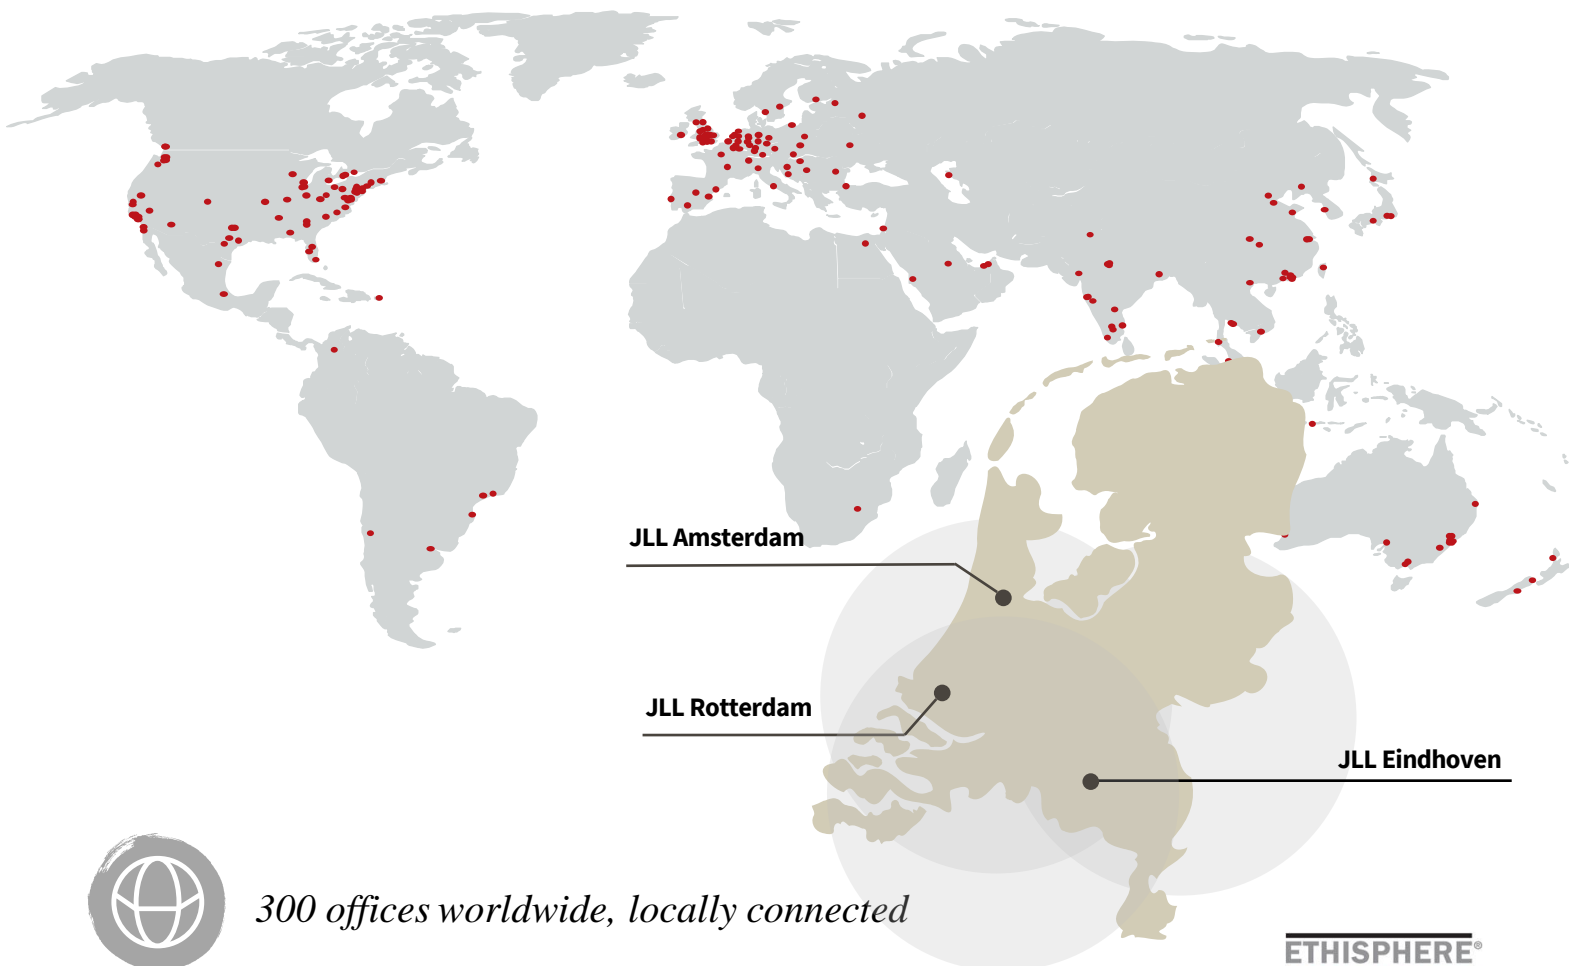 JLL Amsterdam
JLL Rotterdam
JLL Eindhoven
300 offices worldwide, locally connected
ETHISPHERE®